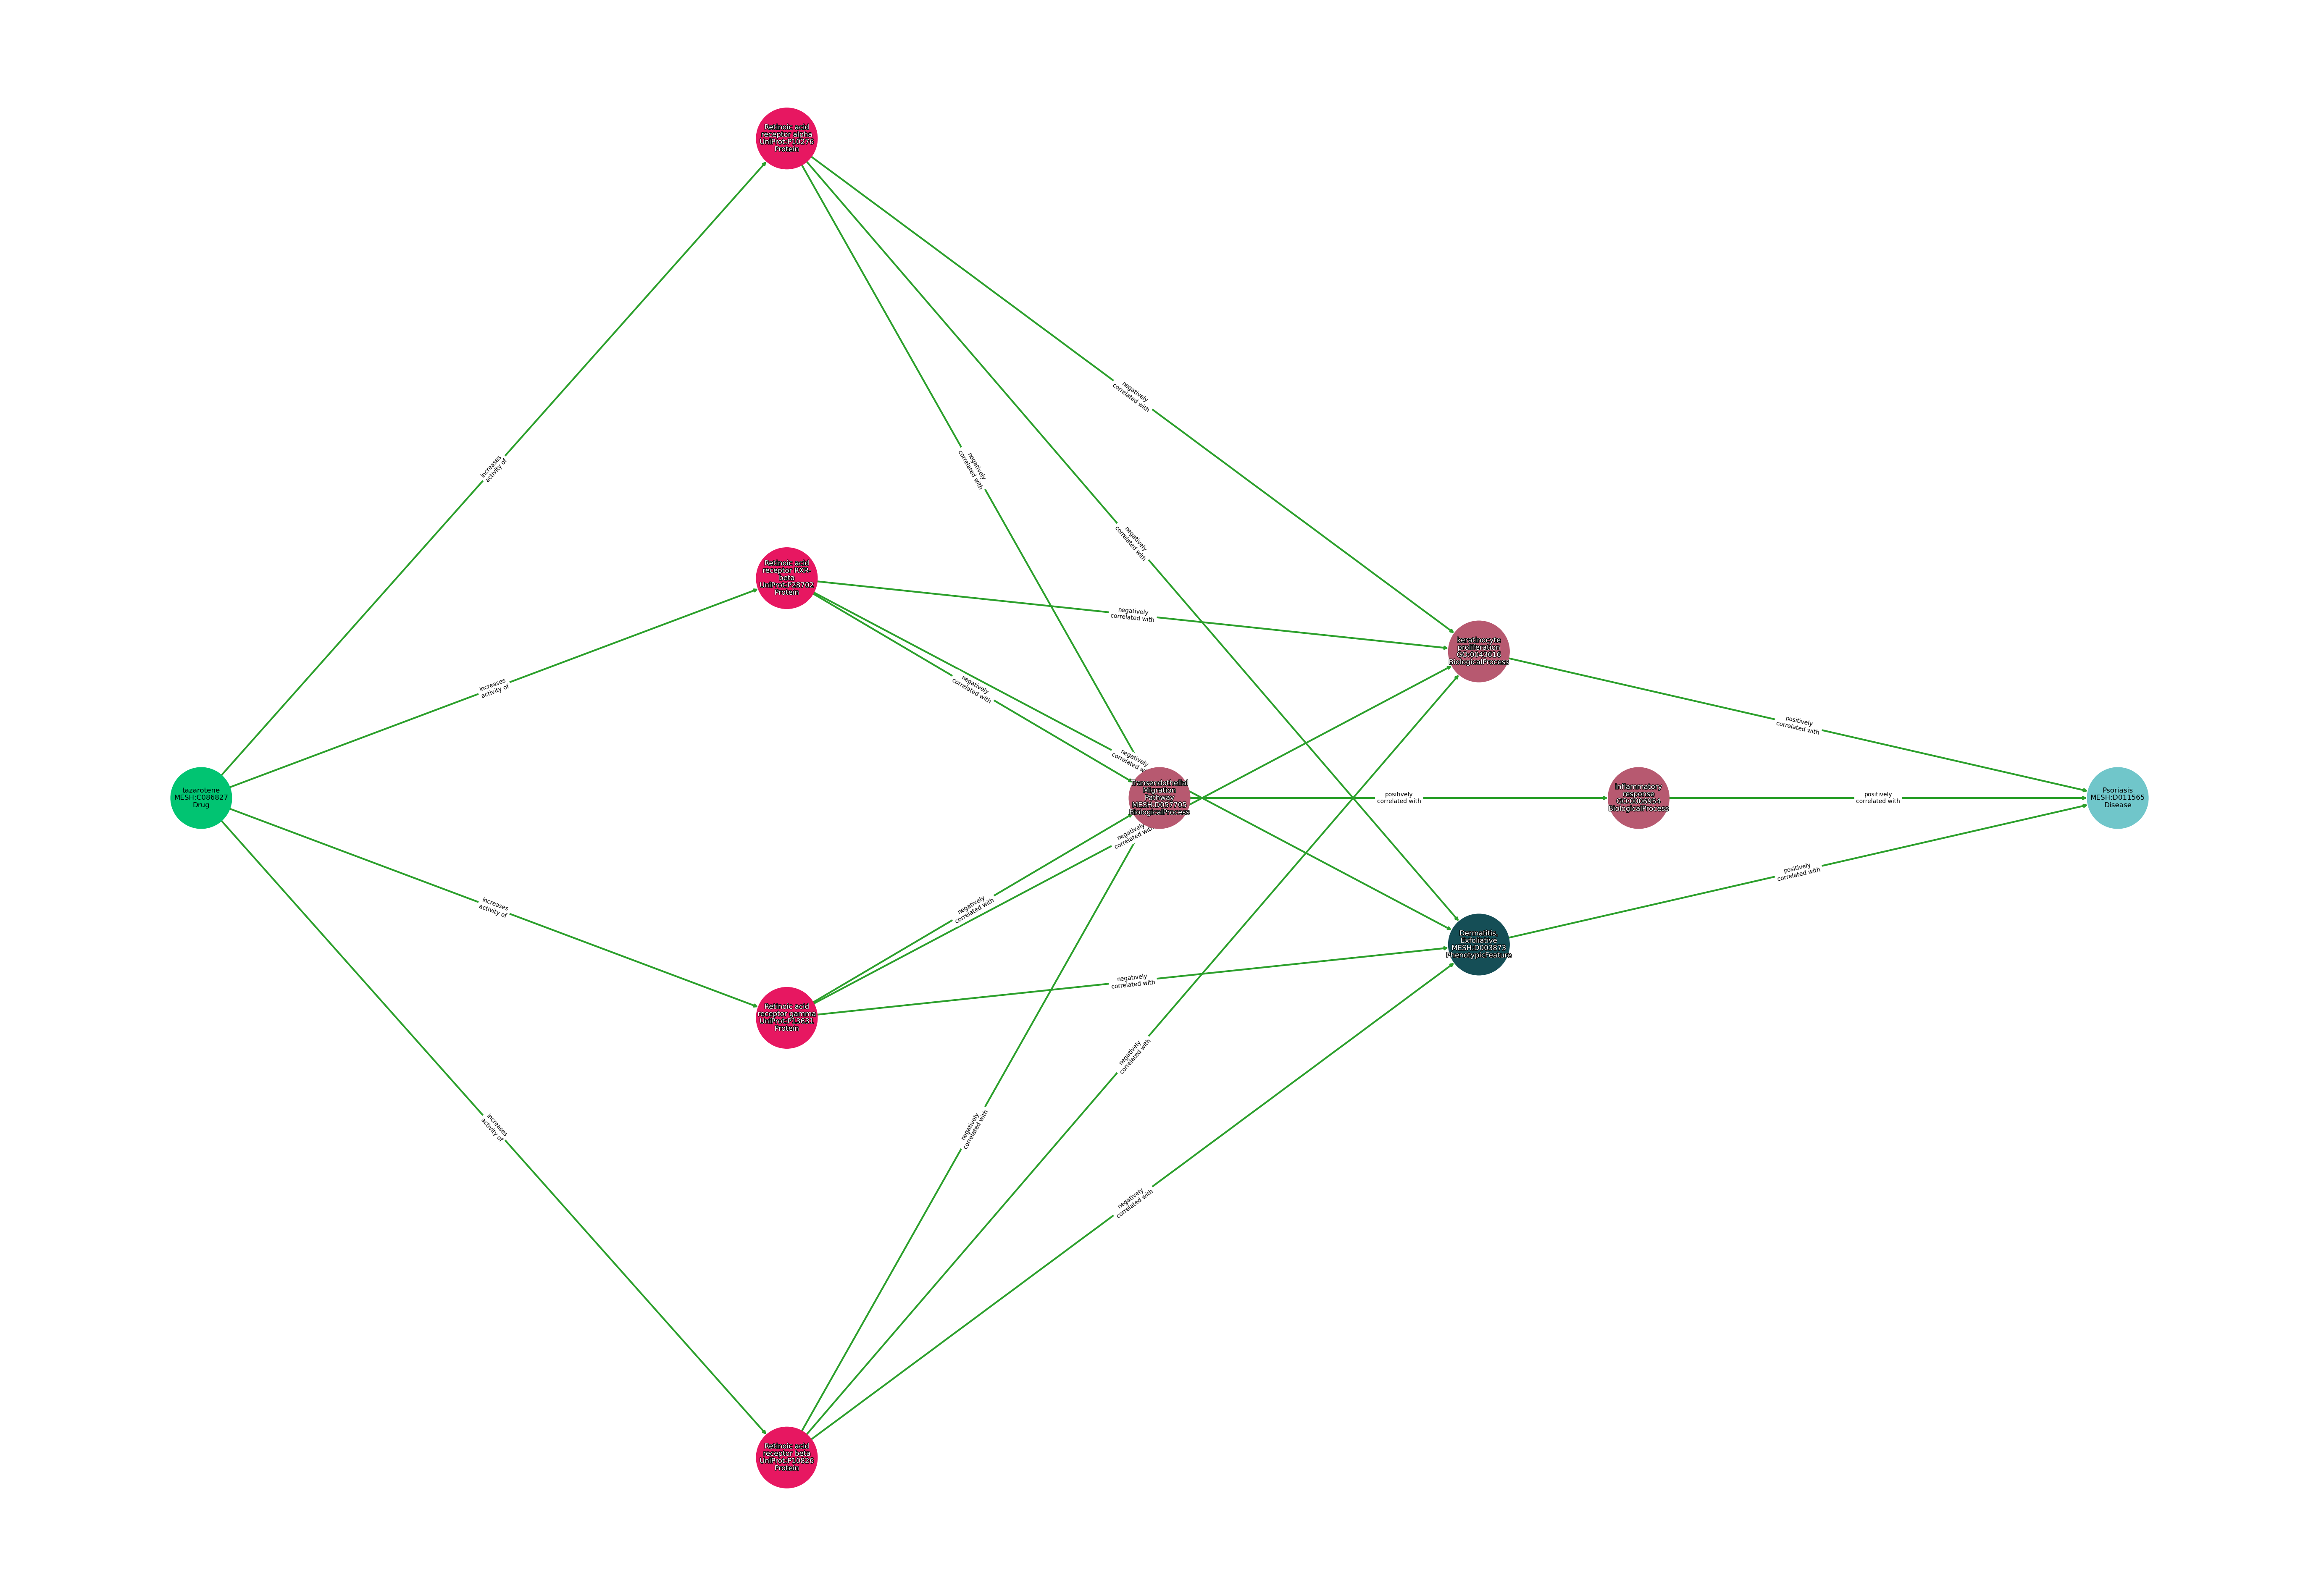 Retinoic acid
receptor alpha
UniProt:P10276
Protein
negatively
correlated with
negatively
correlated with
increases
activity of
negatively
correlated with
Retinoic acid
receptor RXR-
beta
UniProt:P28702
Protein
negatively
correlated with
keratinocyte
proliferation
GO:0043616
BiologicalProcess
increases
activity of
negatively
correlated with
positively
correlated with
negatively
correlated with
tazarotene
MESH:C086827
Drug
Transendothelial
Migration
Pathway
MESH:D057705
BiologicalProcess
positively
correlated with
inflammatory
response
GO:0006954
BiologicalProcess
positively
correlated with
Psoriasis
MESH:D011565
Disease
negatively
correlated with
positively
correlated with
increases
activity of
negatively
correlated with
Dermatitis,
Exfoliative
MESH:D003873
PhenotypicFeature
negatively
correlated with
Retinoic acid
receptor gamma
UniProt:P13631
Protein
negatively
correlated with
increases
activity of
negatively
correlated with
negatively
correlated with
Retinoic acid
receptor beta
UniProt:P10826
Protein